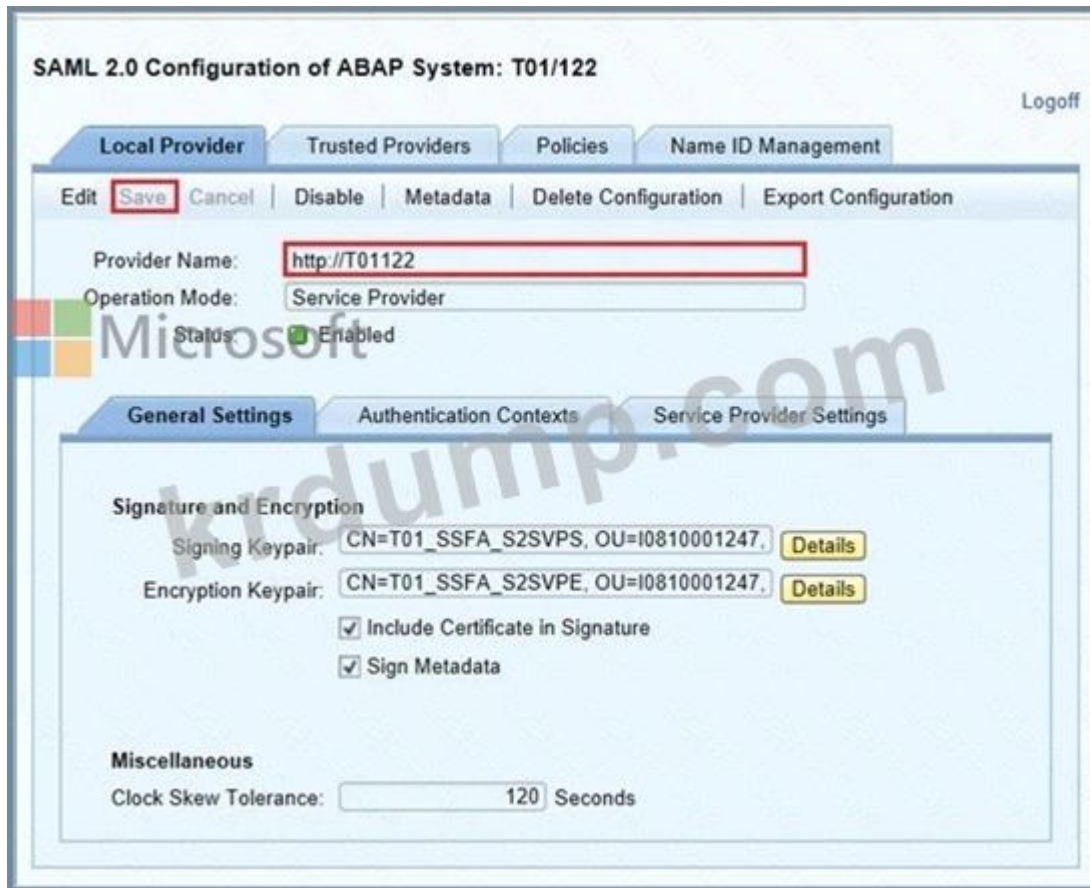 SAML 2.0 Configuration of ABAP System: T01/122
Logoff
Local Provider Trusted Providers Policies Name ID Management
Edit Save Cancel | Disable | Metadata | Delete Configuration | Export Configuration
Provider Name: http://T01122
Operation Mode: Service Provider
Status: Enabled
Microsoft
General Settings Authentication Contexts Service Provider Settings
krdump.com
Signature and Encryption
Signing Keypair: CN=T01_SSFA_S2SVPS, OU=I0810001247, Details
Encryption Keypair: CN=T01_SSFA_S2SVPE, OU=I0810001247, Details
Include Certificate in Signature
Sign Metadata
Miscellaneous
Clock Skew Tolerance: 120 Seconds